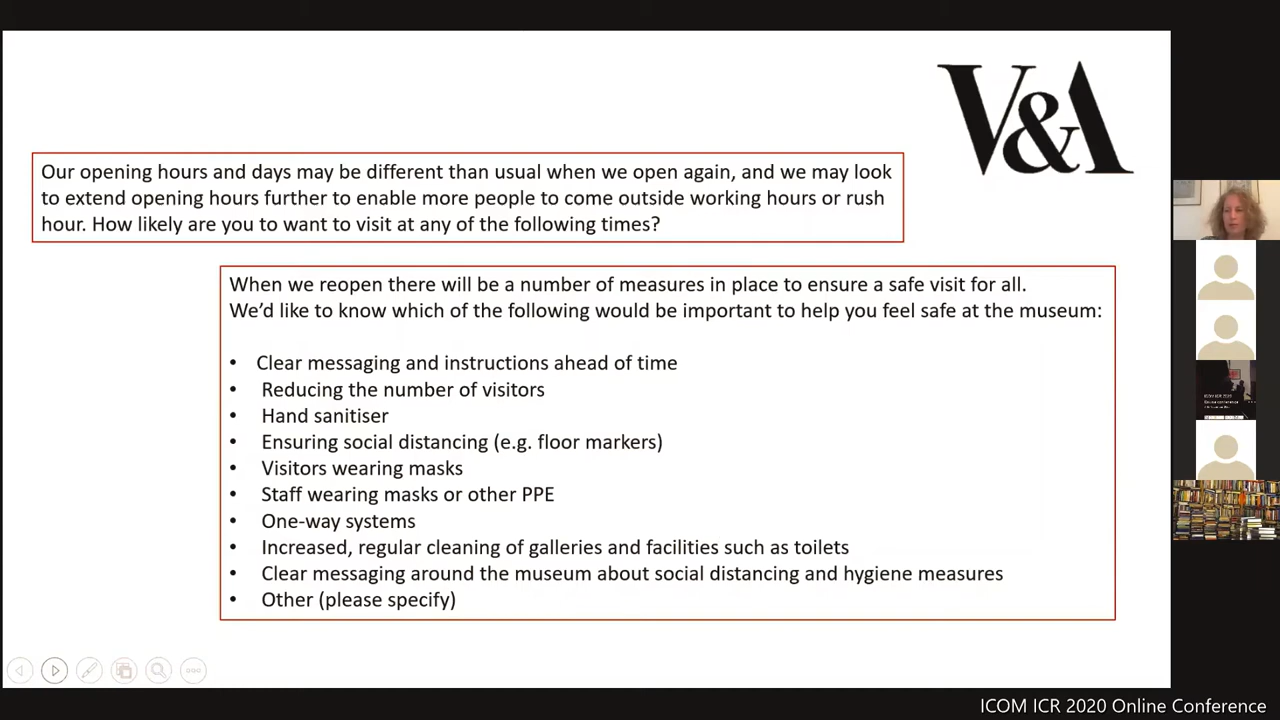 V&A
Our opening hours and days may be different than usual when we open again, and we may look
to extend opening hours further to enable more people to come outside working hours or rush
hour. How likely are you to want to visit at any of the following times?
When we reopen there will be a number of measures in place to ensure a safe visit for all.
We'd like to know which of the following would be important to help you feel safe at the museum:
• Clear messaging and instructions ahead of time
• Reducing the number of visitors
• Hand sanitiser
• Ensuring social distancing (e.g. floor markers)
• Visitors wearing masks
• Staff wearing masks or other PPE
• One-way systems
• Increased, regular cleaning of galleries and facilities such as toilets
• Clear messaging around the museum about social distancing and hygiene measures
• Other (please specify)
ICOM ICR 2020 Online Conference